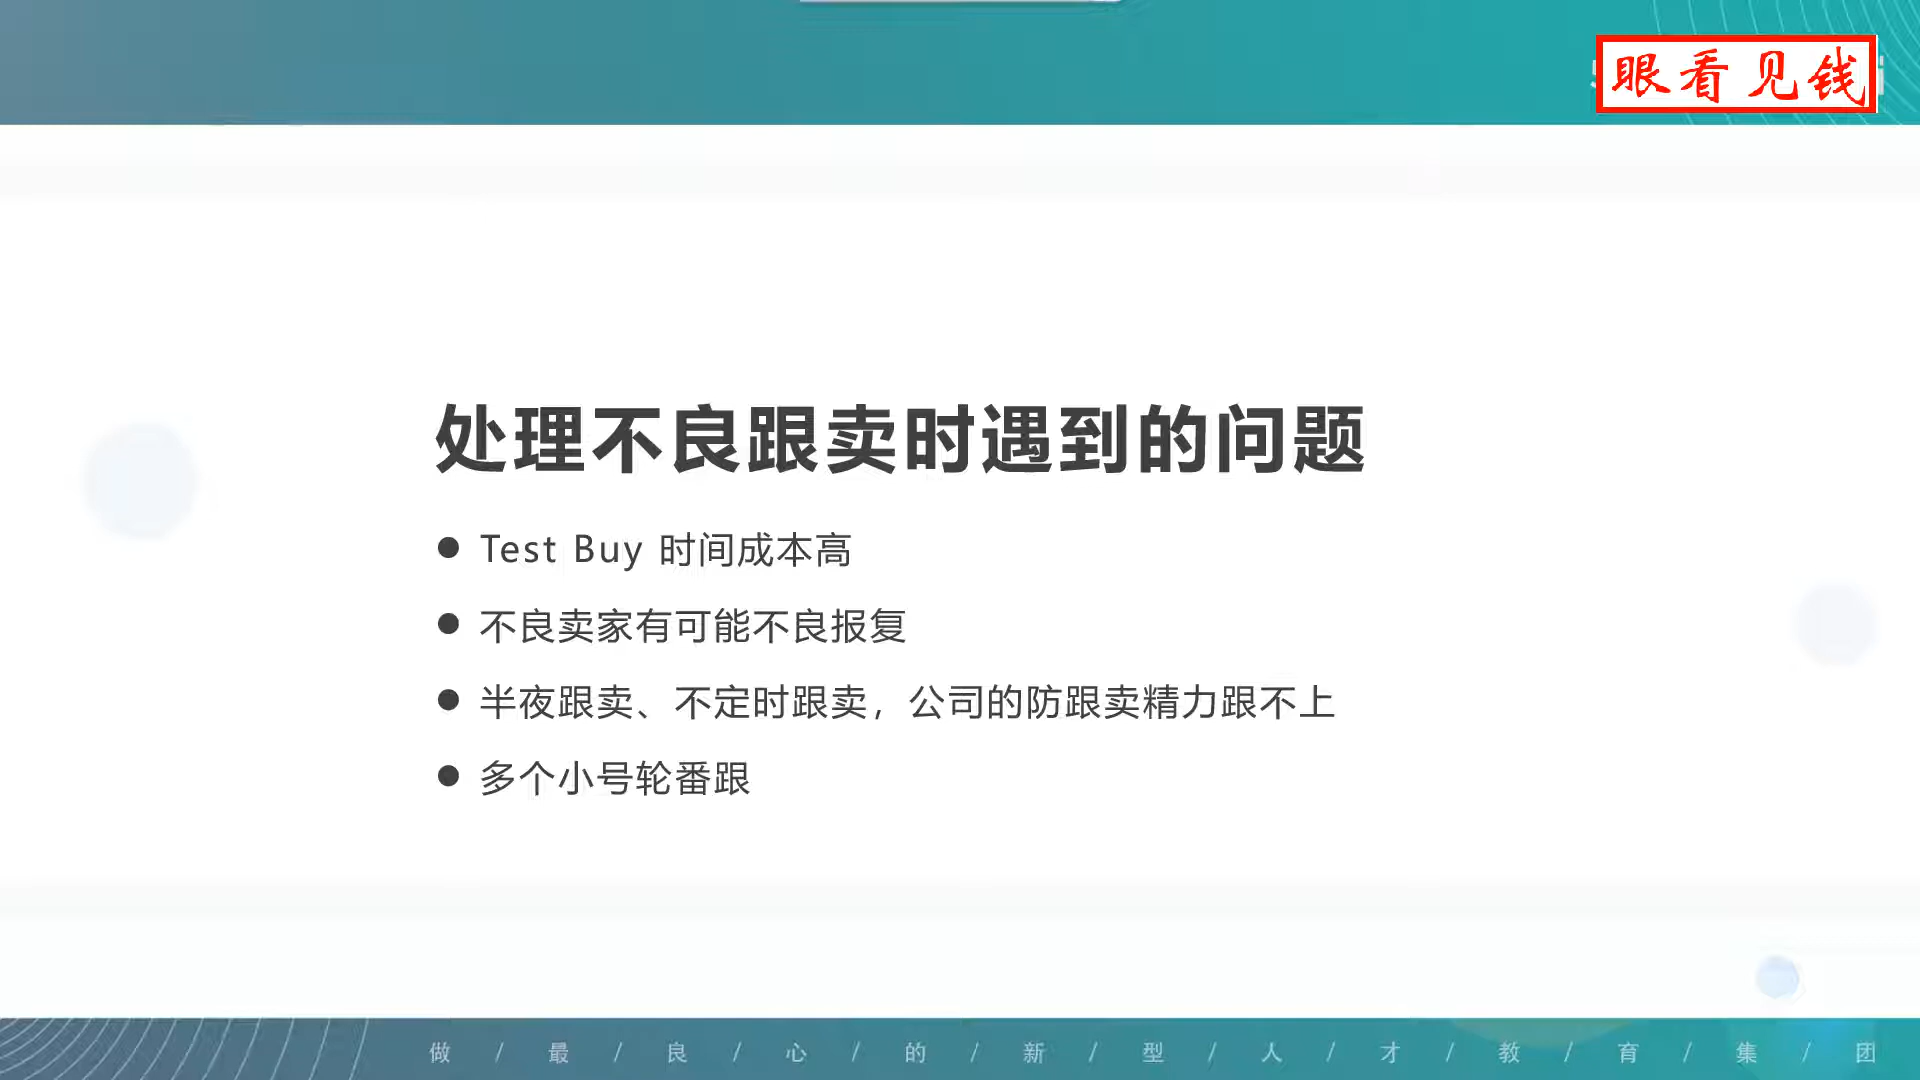 眼看见钱
处理不良跟卖时遇到的问题
● Test Buy 时间成本高
● 不良卖家有可能不良报复
● 半夜跟卖、不定时跟卖，公司的防跟卖精力跟不上
● 多个小号轮番跟
做 / 最 / 良 / 心 / 的 / 新 / 型 / 人 / 才 / 教 / 育 / 集 / 团